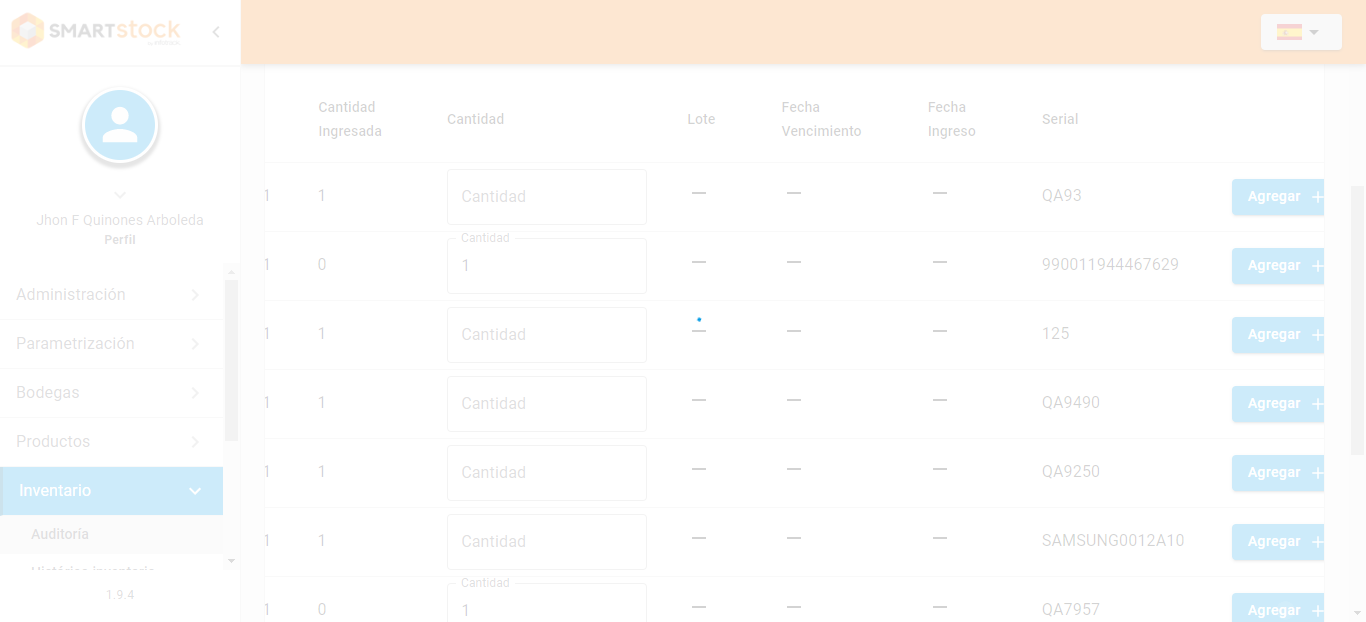 SMARTstock
Jhon F Quinones Arboleda
Perfil
Administración
Parametrización
Bodegas
Productos
Inventario
Auditoría
Histórico inventario
1.9.4
Cantidad Ingresada
Cantidad
Lote
Fecha Vencimiento
Fecha Ingreso
Serial
1 1 Cantidad — — — QA93 Agregar +
Cantidad
1 0 1 — — — 990011944467629 Agregar +
1 1 Cantidad — — — 125 Agregar +
1 1 Cantidad — — — QA9490 Agregar +
1 1 Cantidad — — — QA9250 Agregar +
1 1 Cantidad — — — SAMSUNG0012A10 Agregar +
Cantidad
1 0 1 — — — QA7957 Agregar +